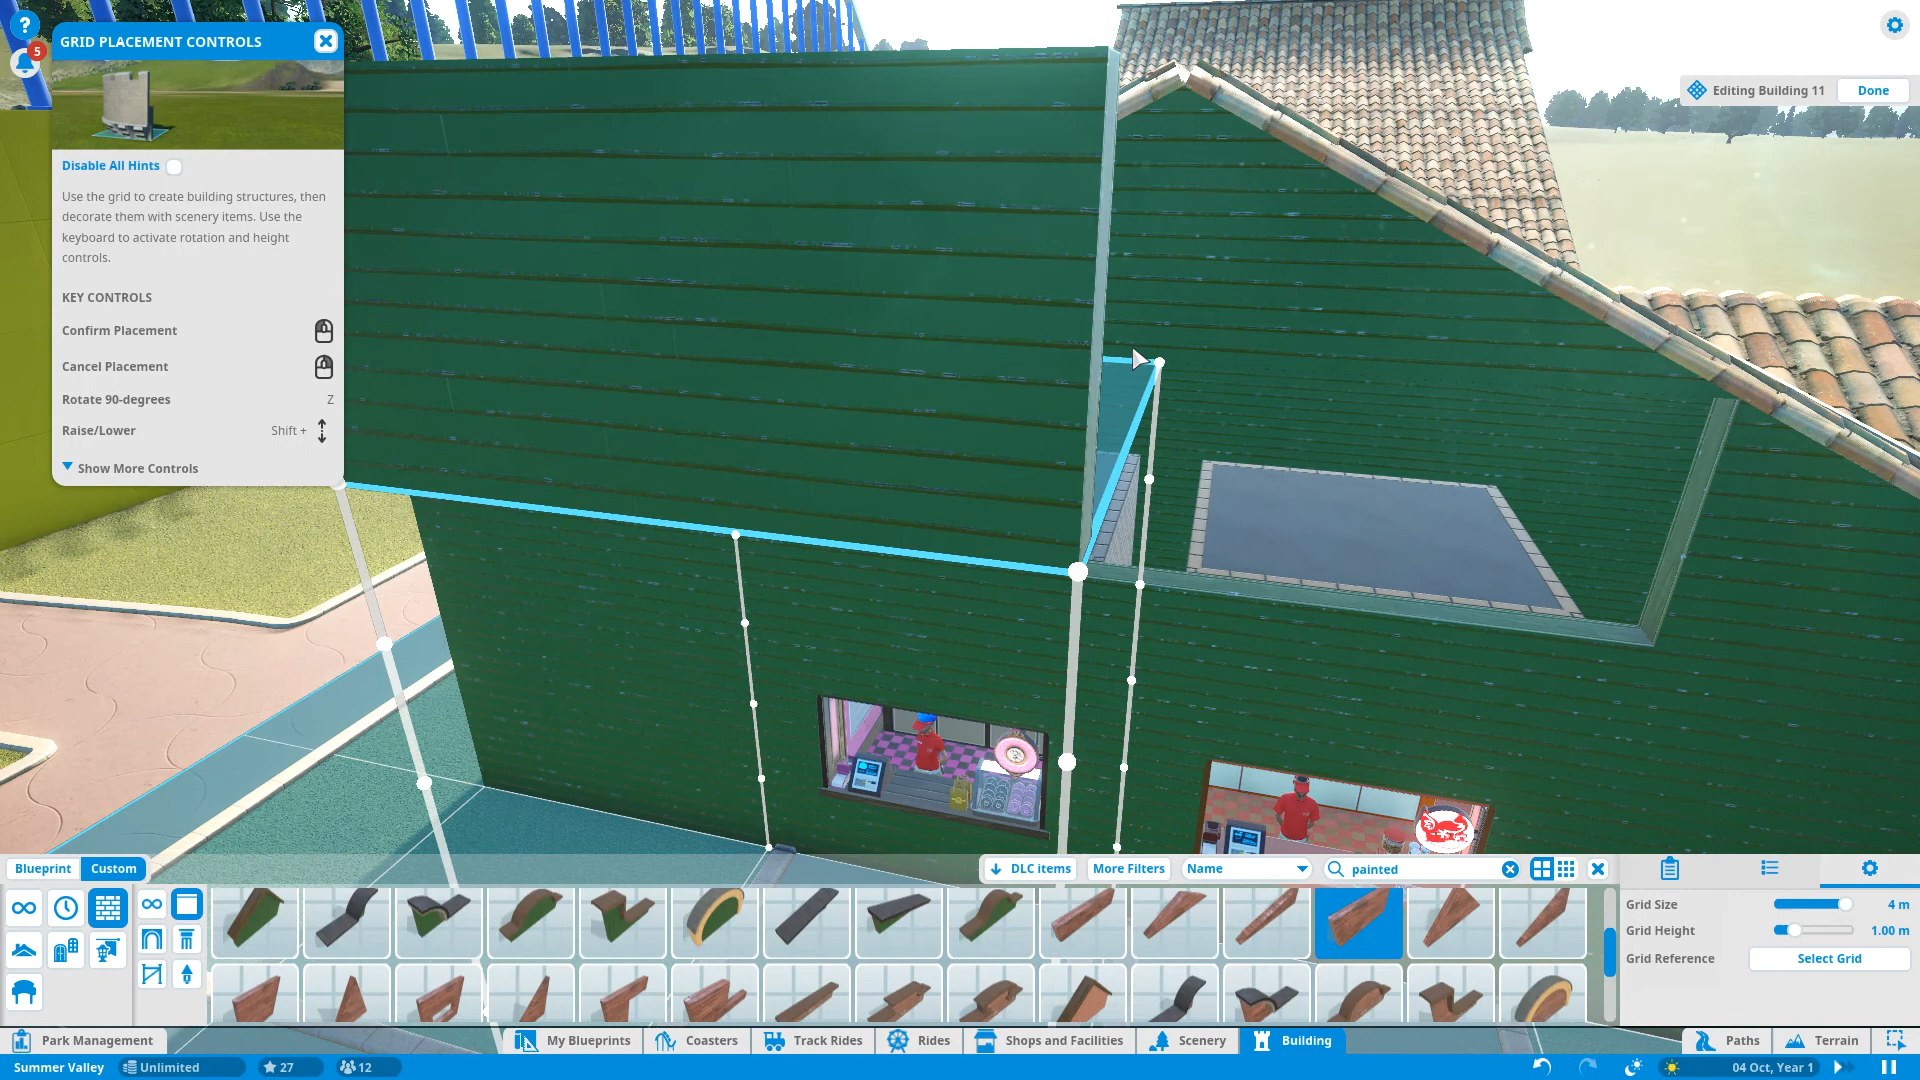 ?
5
GRID PLACEMENT CONTROLS
Disable All Hints
Use the grid to create building structures, then
decorate them with scenery items. Use the
keyboard to activate rotation and height
controls.
KEY CONTROLS
Confirm Placement
Cancel Placement
Rotate 90-degrees Z
Raise/Lower Shift +
Show More Controls
Editing Building 11 Done
Blueprint Custom
DLC items More Filters Name painted
Grid Size 4 m
Grid Height 1.00 m
Grid Reference Select Grid
Park Management My Blueprints Coasters Track Rides Rides Shops and Facilities Scenery Building Paths Terrain
Summer Valley Unlimited 27 12 04 Oct, Year 1